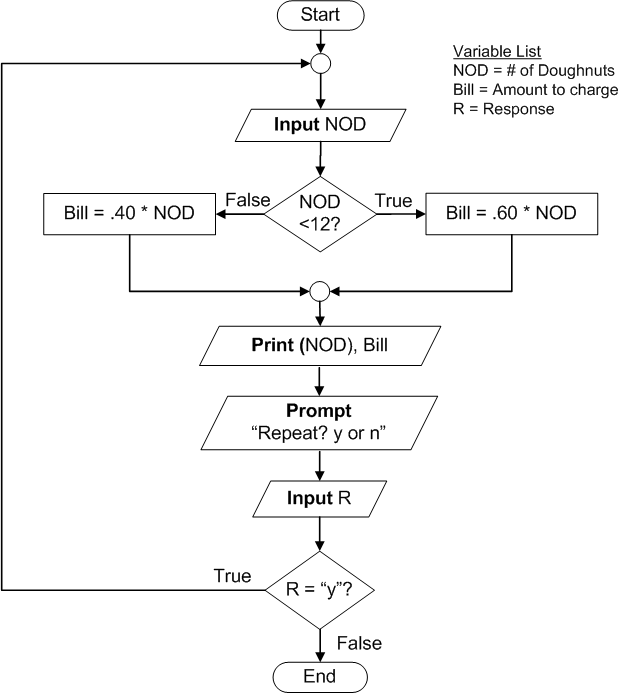 Start
Variable List
NOD = # of Doughnuts
Bill = Amount to charge
R = Response
Input NOD
False
NOD
<12?
True
Bill = .40 * NOD
Bill = .60 * NOD
Print (NOD), Bill
Prompt
“Repeat? y or n”
Input R
True
R = “y”?
False
End